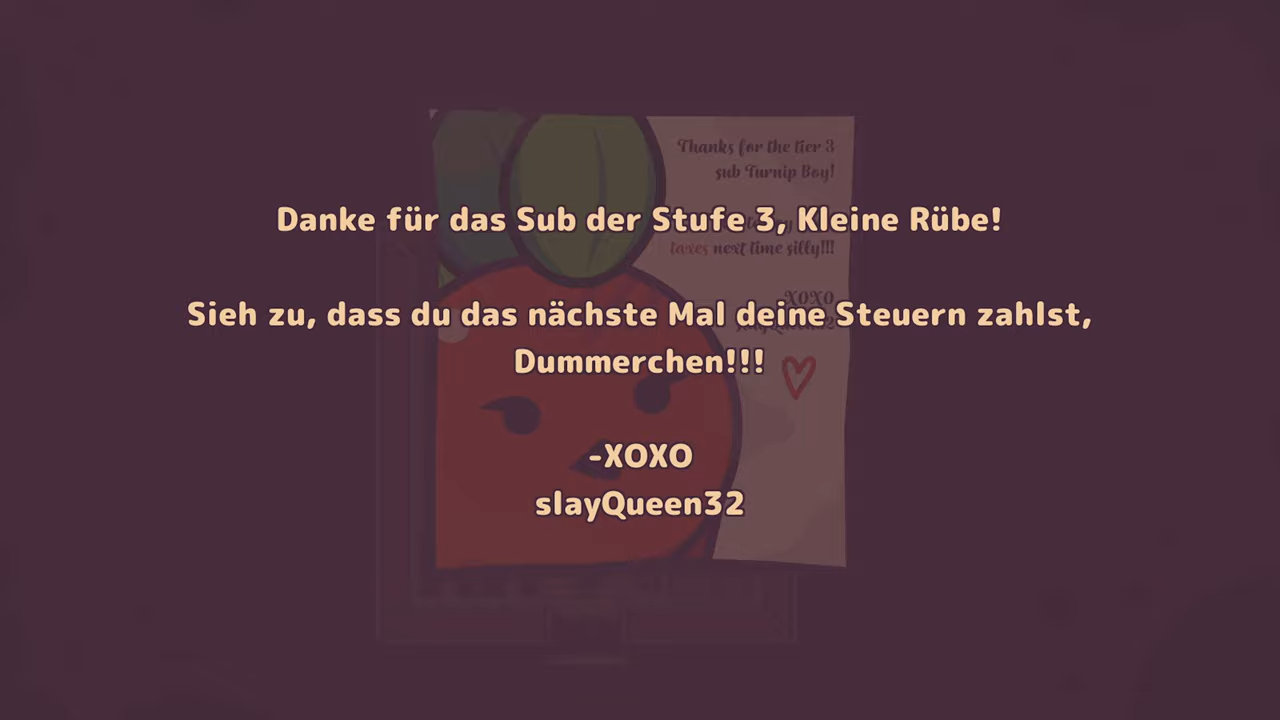 Danke für das Sub der Stufe 3, Kleine Rübe!
Sieh zu, dass du das nächste Mal deine Steuern zahlst,
Dummerchen!!!
-XOXO
slayQueen32
Thanks for the tier 3
sub Turnip Boy!
taxes next time silly!!!
XOXO